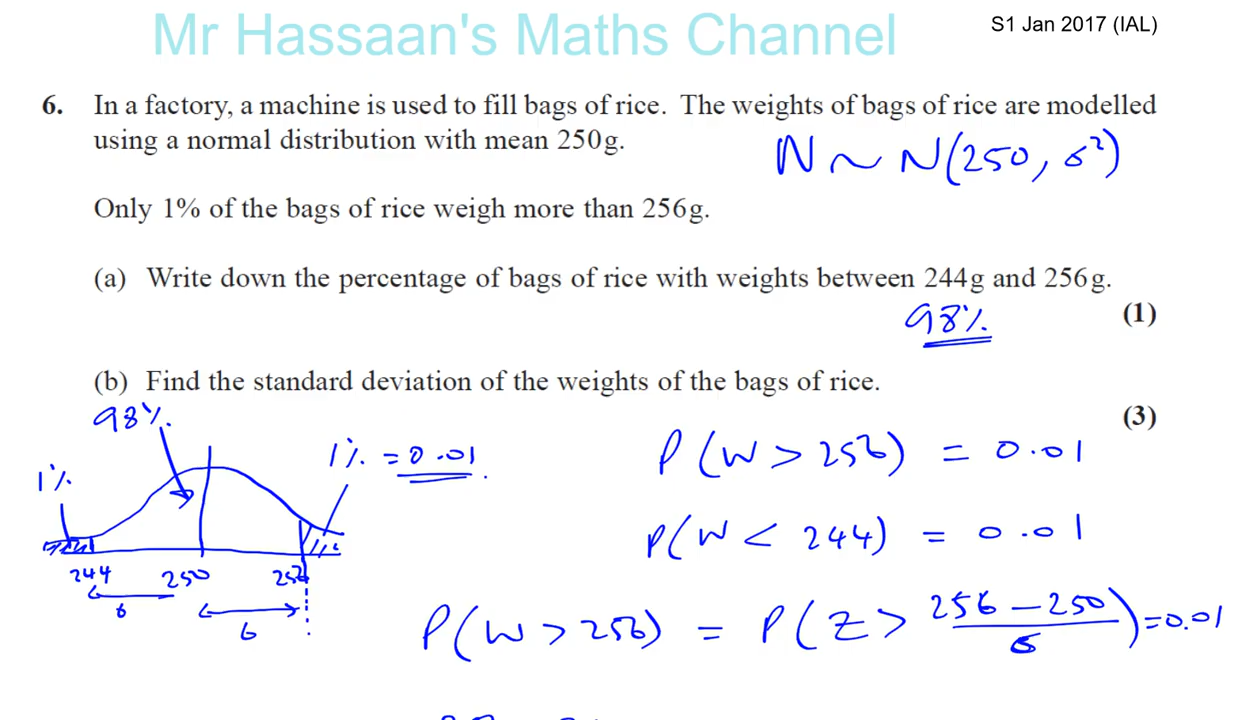 Mr Hassaan's Maths Channel
S1 Jan 2017 (IAL)
6. In a factory, a machine is used to fill bags of rice. The weights of bags of rice are modelled
using a normal distribution with mean 250 g.
W ~ N(250, σ²)
Only 1% of the bags of rice weigh more than 256 g.
(a) Write down the percentage of bags of rice with weights between 244 g and 256 g.
98%
(1)
(b) Find the standard deviation of the weights of the bags of rice.
(3)
98%
1%
1% = 0.01
244 250 256
6
6
P(W > 256) = 0.01
P(W < 244) = 0.01
P(W > 256) = P(Z > (256 - 250)/σ) = 0.01